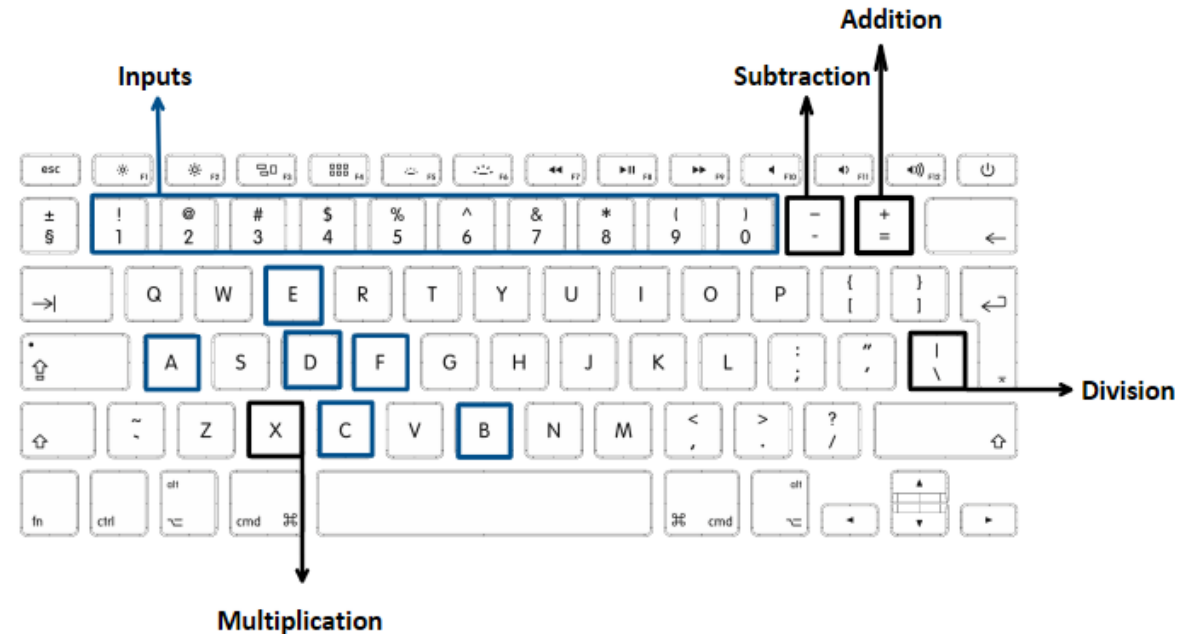 Addition
Inputs
Subtraction
esc F1 F2 F3 F4 F5 F6 F7 F8 F9 F10 F11 F12
± ! @ # $ % ^ & * ( ) – +
§ 1 2 3 4 5 6 7 8 9 0 - =
Q W E R T Y U I O P { }
[ ]
A S D F G H J K L : " |
; ' \
Division
~ Z X C V B N M < > ?
` , . /
alt alt
fn ctrl cmd ⌘ ⌘ cmd
Multiplication